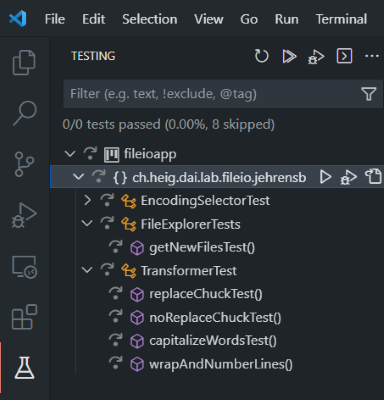 File Edit Selection View Go Run Terminal
TESTING
Filter (e.g. text, !exclude, @tag)
0/0 tests passed (0.00%, 8 skipped)
fileioapp
{} ch.heig.dai.lab.fileio.jehrensb
EncodingSelectorTest
FileExplorerTests
getNewFilesTest()
TransformerTest
replaceChuckTest()
noReplaceChuckTest()
capitalizeWordsTest()
wrapAndNumberLines()